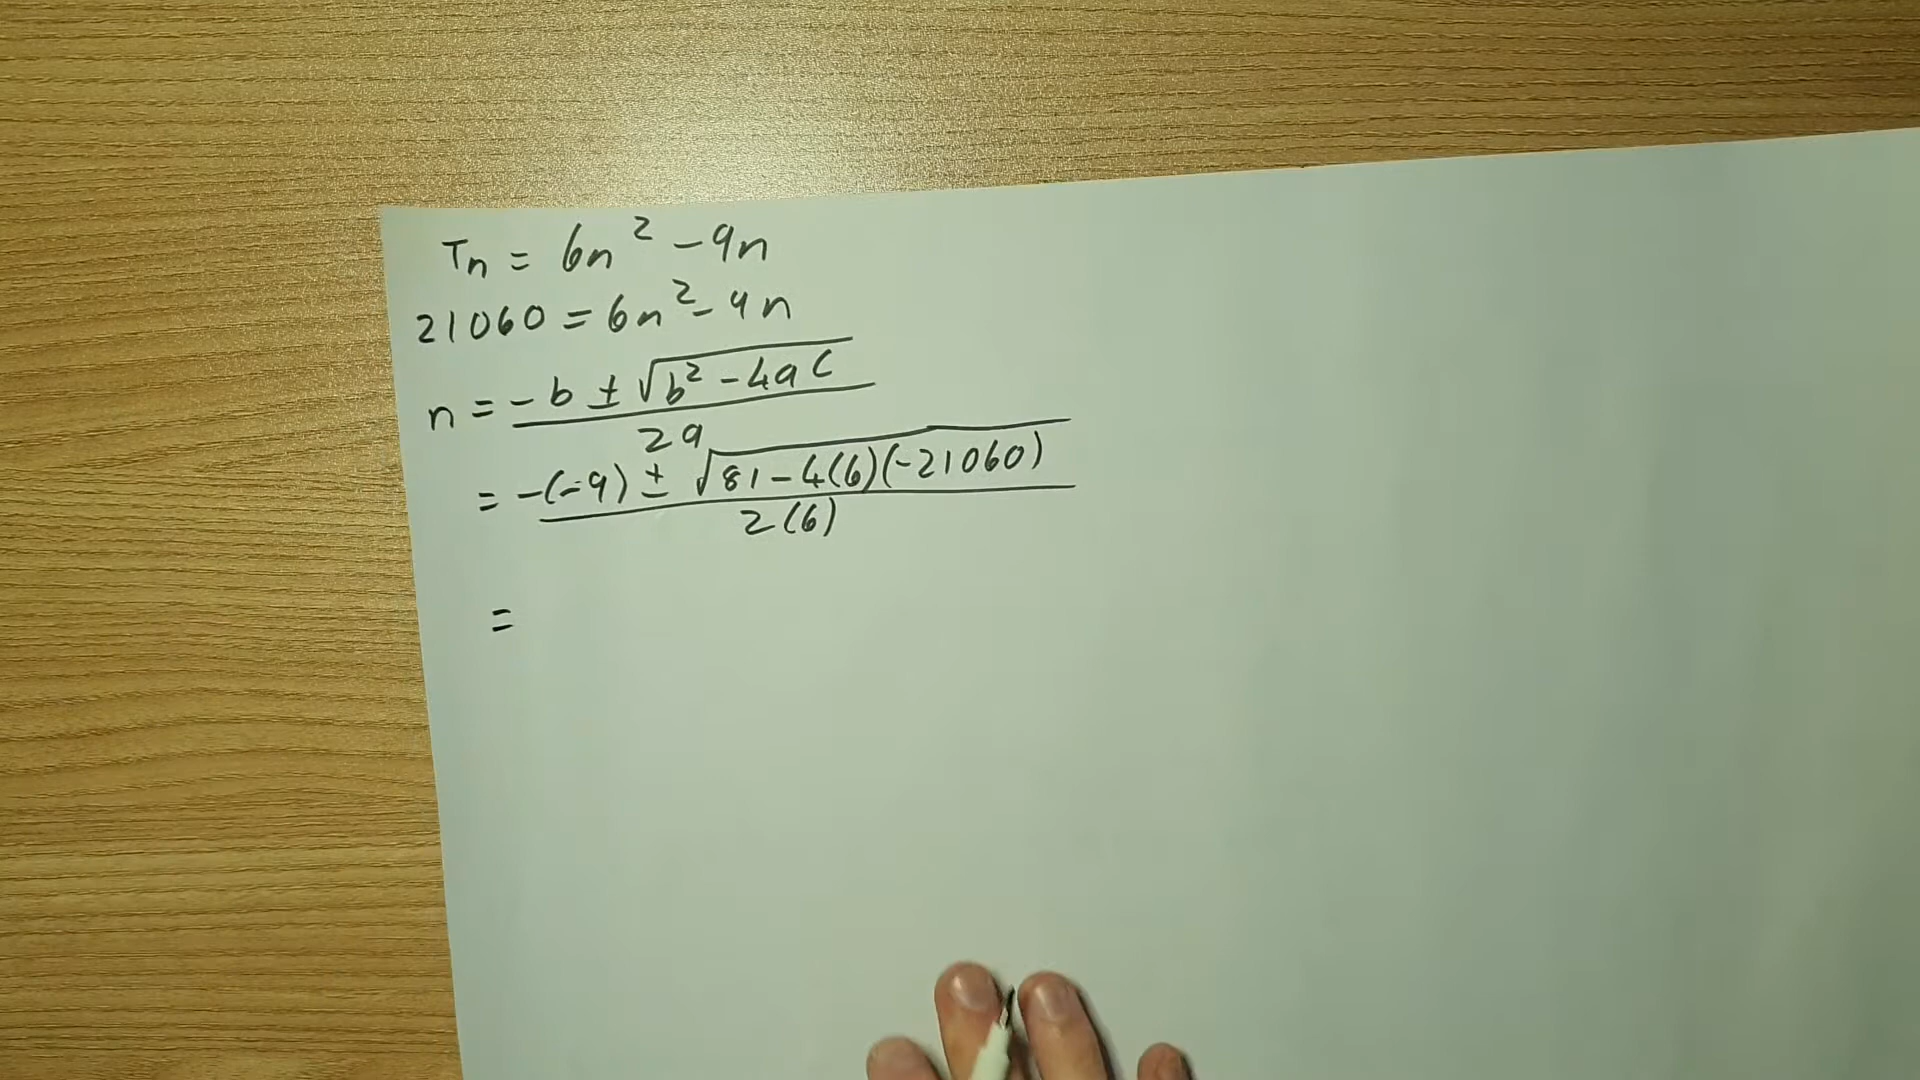 Tn = 6n² - 9n
21060 = 6n² - 9n
n = -b ± √(b² - 4ac) / 2a
= -(-9) ± √(81 - 4(6)(-21060)) / 2(6)
=